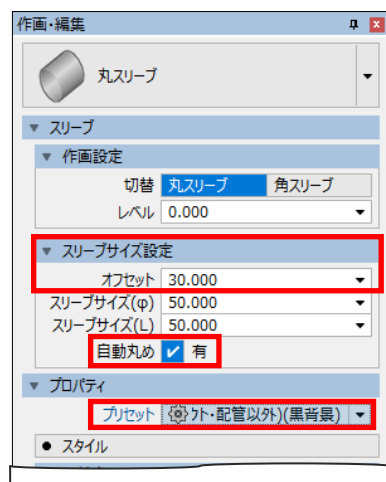 作画・編集
丸スリーブ
スリーブ
作画設定
切替 丸スリーブ 角スリーブ
レベル 0.000
スリーブサイズ設定
オフセット 30.000
スリーブサイズ(φ) 50.000
スリーブサイズ(L) 50.000
自動丸め 有
プロパティ
プリセット ｸﾄ・配管以外)(黒背景)
スタイル